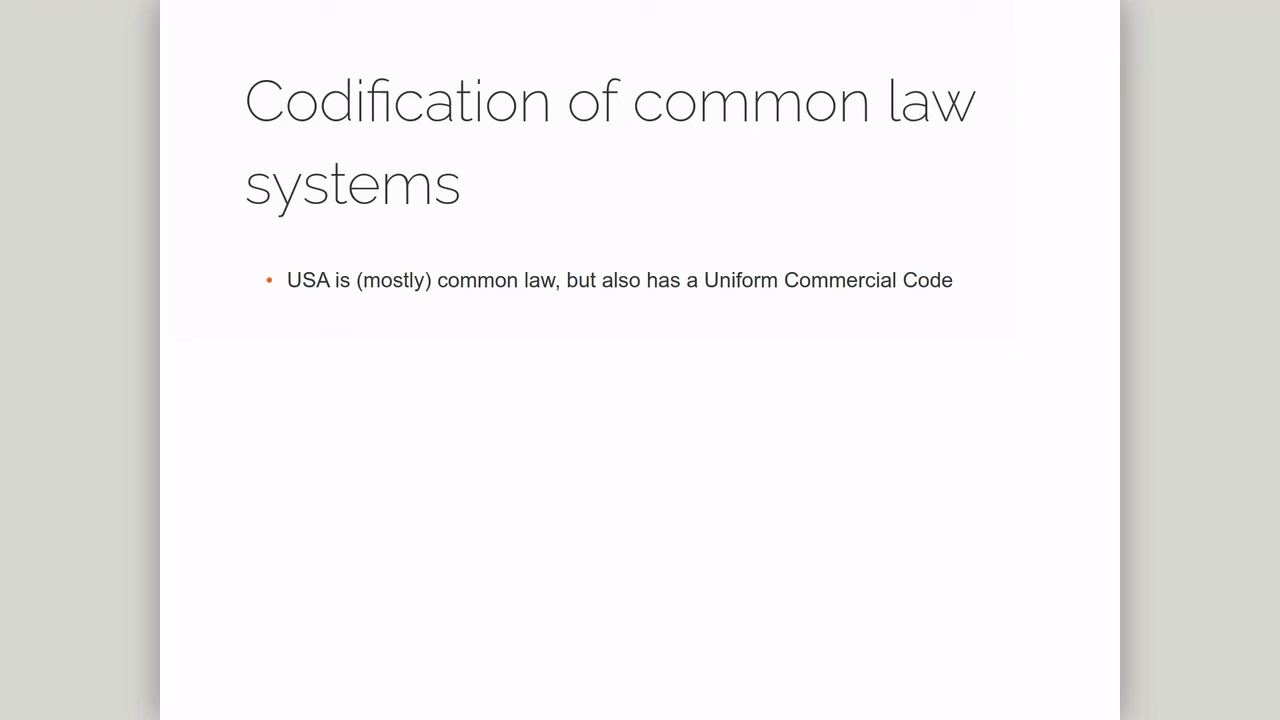 Codification of common law
systems
• USA is (mostly) common law, but also has a Uniform Commercial Code